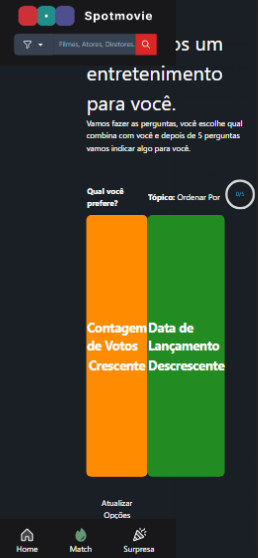 Spotmovie
Filmes, Atores, Diretores,
os um
entretenimento
para você.
Vamos fazer as perguntas, você escolhe qual
combina com você e depois de 5 perguntas
vamos indicar algo para você.
Qual você
prefere?
Tópico: Ordenar Por
0/5
Contagem
de Votos
Crescente
Data de
Lançamento
Descrescente
Atualizar
Opções
Home
Match
Surpresa